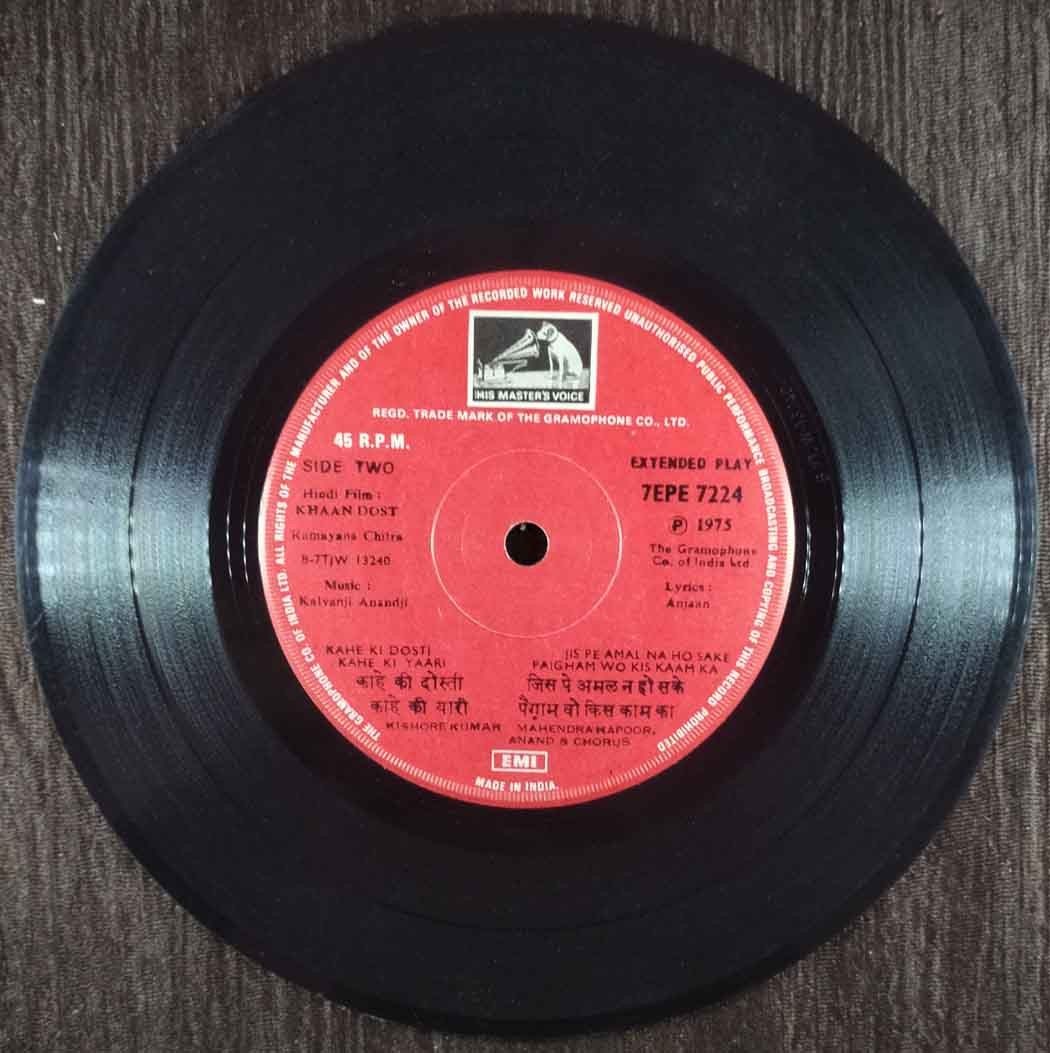 THE GRAMOPHONE CO. OF INDIA LTD. ALL RIGHTS OF THE MANUFACTURER AND OF THE OWNER OF THE RECORDED WORK RESERVED UNAUTHORISED PUBLIC PERFORMANCE BROADCASTING AND COPYING OF THIS RECORD PROHIBITED
HIS MASTER'S VOICE
REGD. TRADE MARK OF THE GRAMOPHONE CO., LTD.
45 R.P.M.
SIDE TWO
Hindi Film :
KHAAN DOST
Ramayana Chitra
B-7TJW 13240
Music :
Kalyanji Anandji
EXTENDED PLAY
7EPE 7224
Ⓟ 1975
The Gramophone
Co. of India Ltd.
Lyrics :
Anjaan
KAHE KI DOSTI
KAHE KI YAARI
काहे की दोस्ती
काहे की यारी
KISHORE KUMAR
JIS PE AMAL NA HO SAKE
PAIGHAM WO KIS KAAM KA
जिस पे अमल न हो सके
पैग़ाम वो किस काम का
MAHENDRA KAPOOR,
ANAND & CHORUS
EMI
MADE IN INDIA.